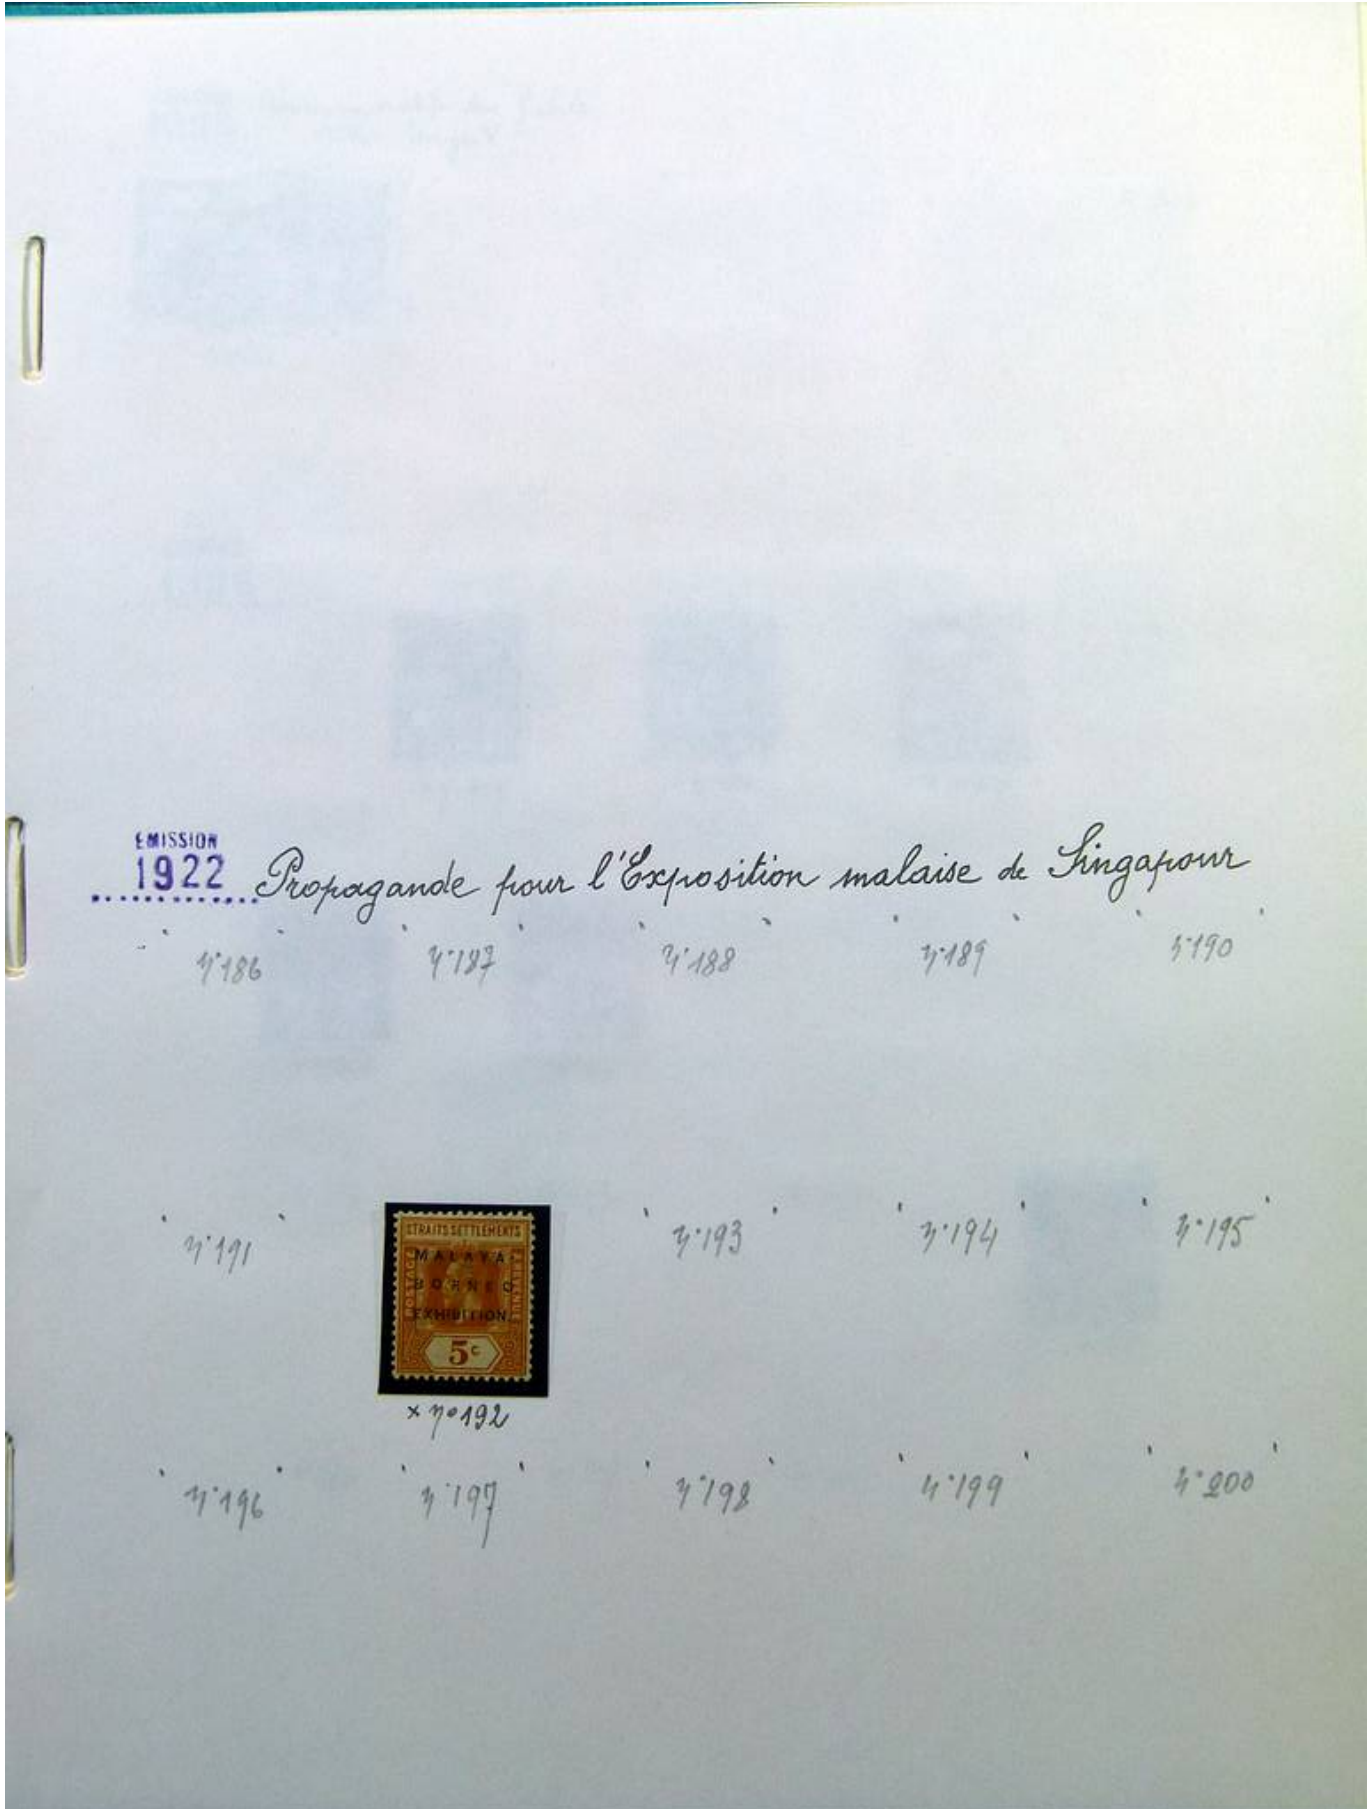 EMISSION
1922 Propagande pour l'Exposition malaise de Singapour
n°186 n°187 n°188 n°189 n°190
n°191 n°193 n°194 n°195
STRAITS SETTLEMENTS
POSTAGE & REVENUE
MALAYA
BORNEO
EXHIBITION.
5c
x n°192
n°196 n°197 n°198 n°199 n°200